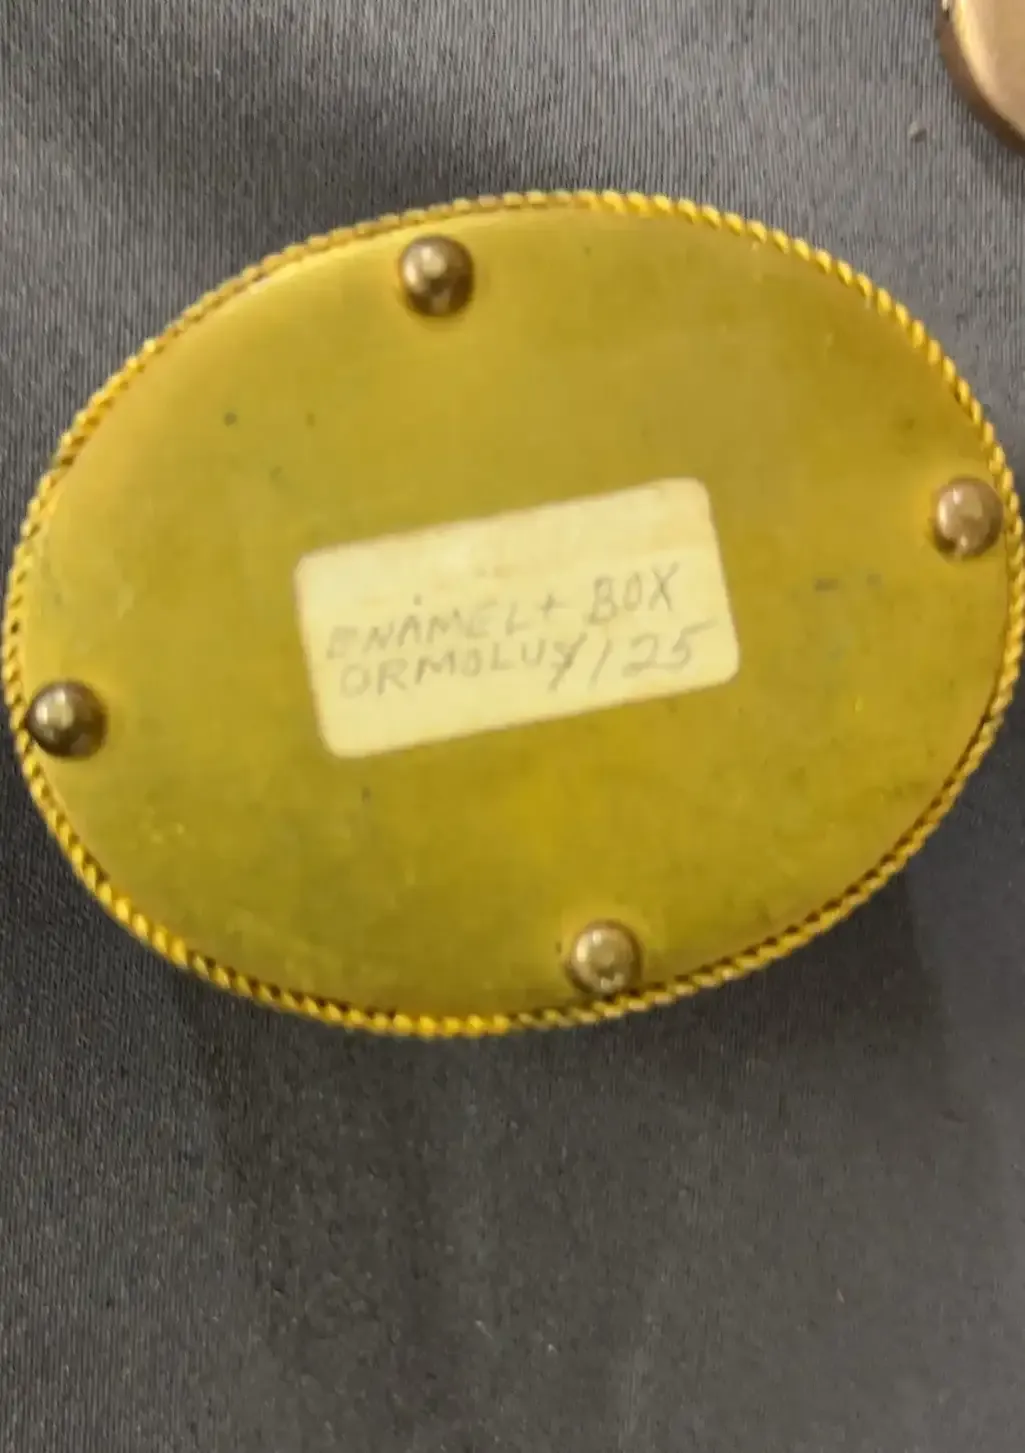 ENAMEL + BOX
ORMOLU 125